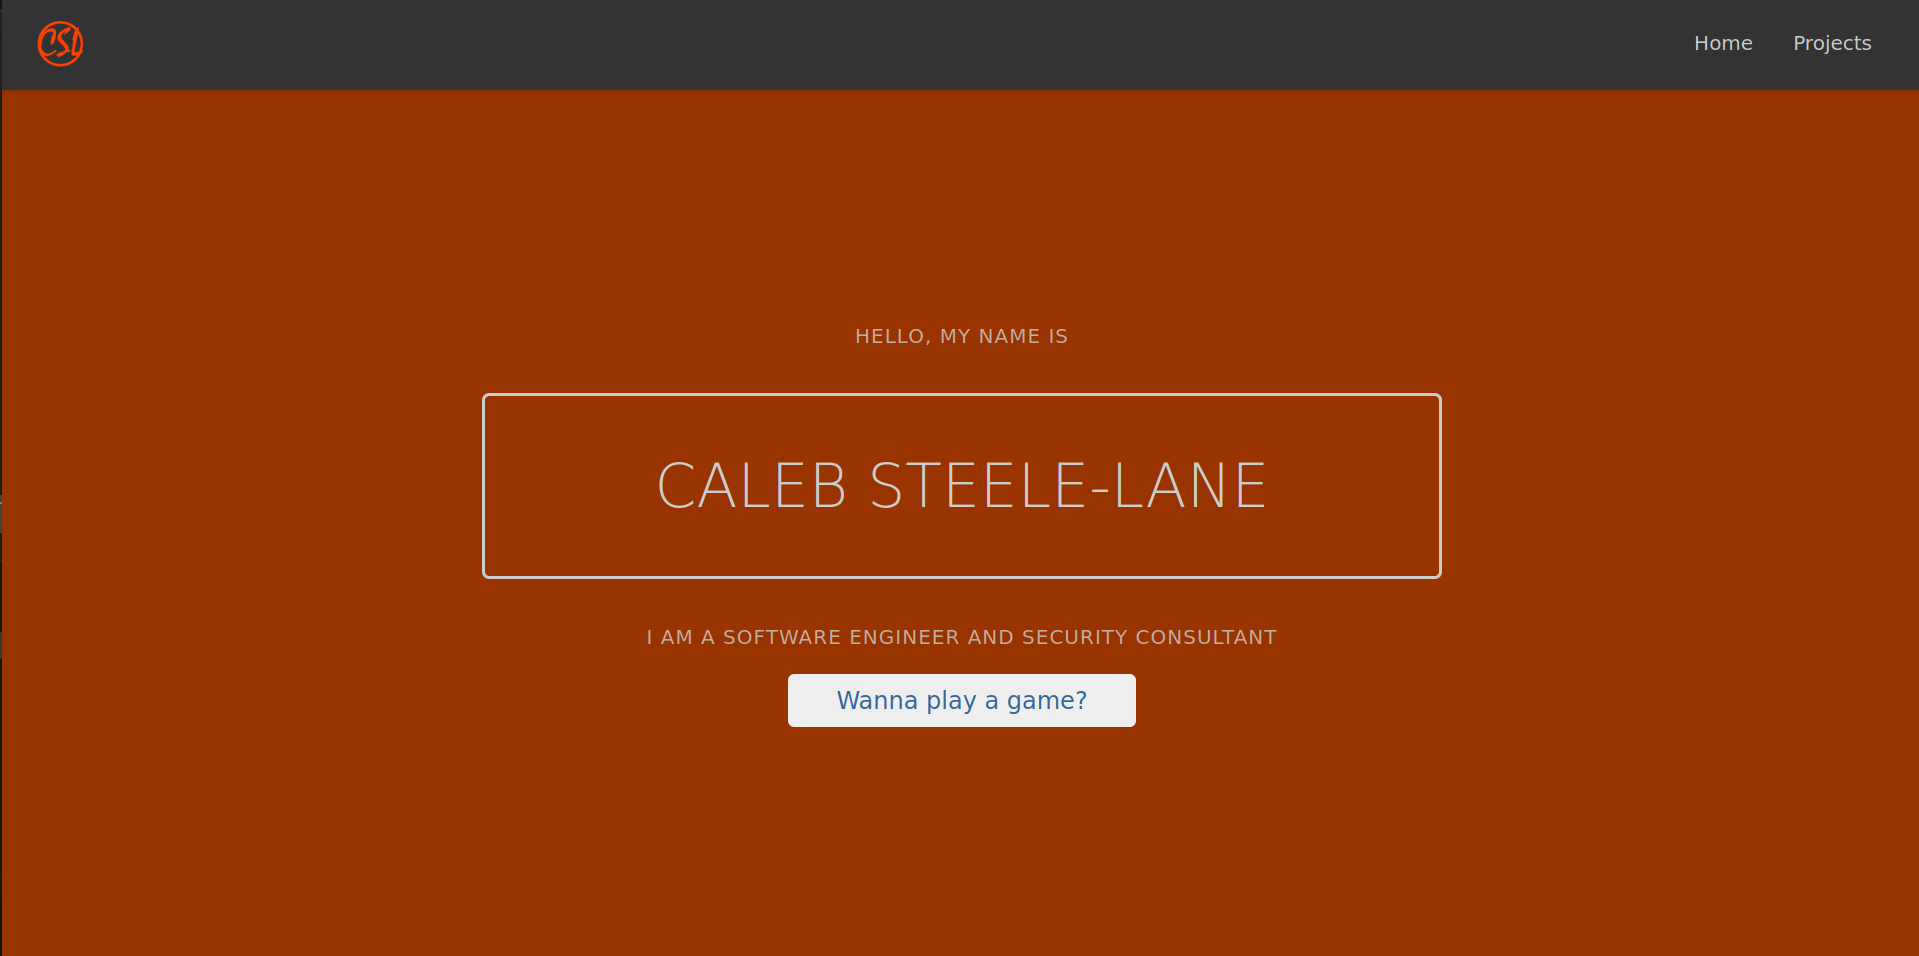 CSL
Home Projects
HELLO, MY NAME IS
CALEB STEELE-LANE
I AM A SOFTWARE ENGINEER AND SECURITY CONSULTANT
Wanna play a game?